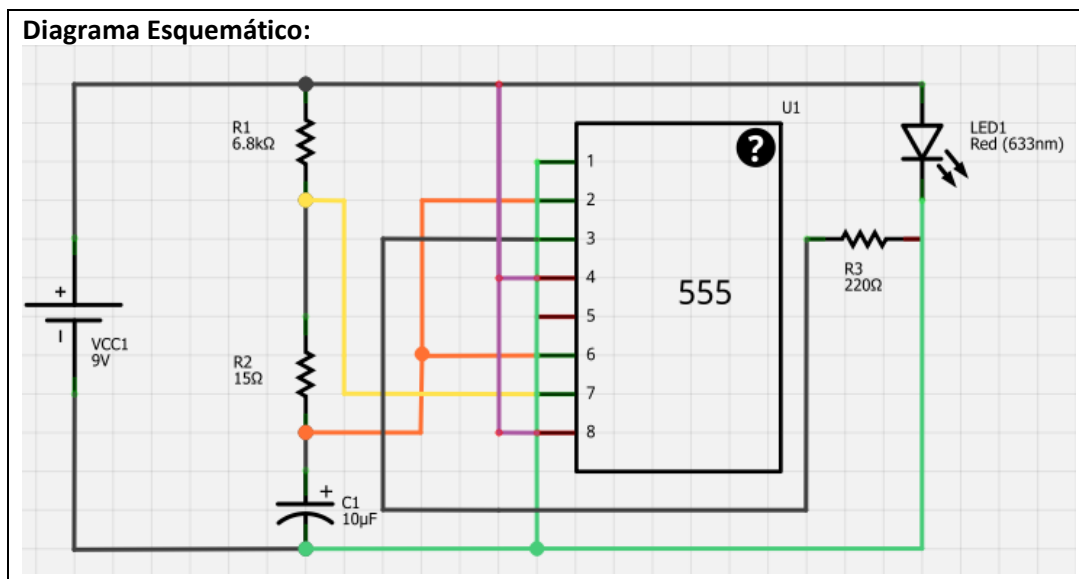 Diagrama Esquemático:
U1
R1
6.8kΩ
?
LED1
Red (633nm)
1
2
3
4
5
6
7
8
555
R3
220Ω
+
VCC1
9V
R2
15Ω
+
C1
10µF